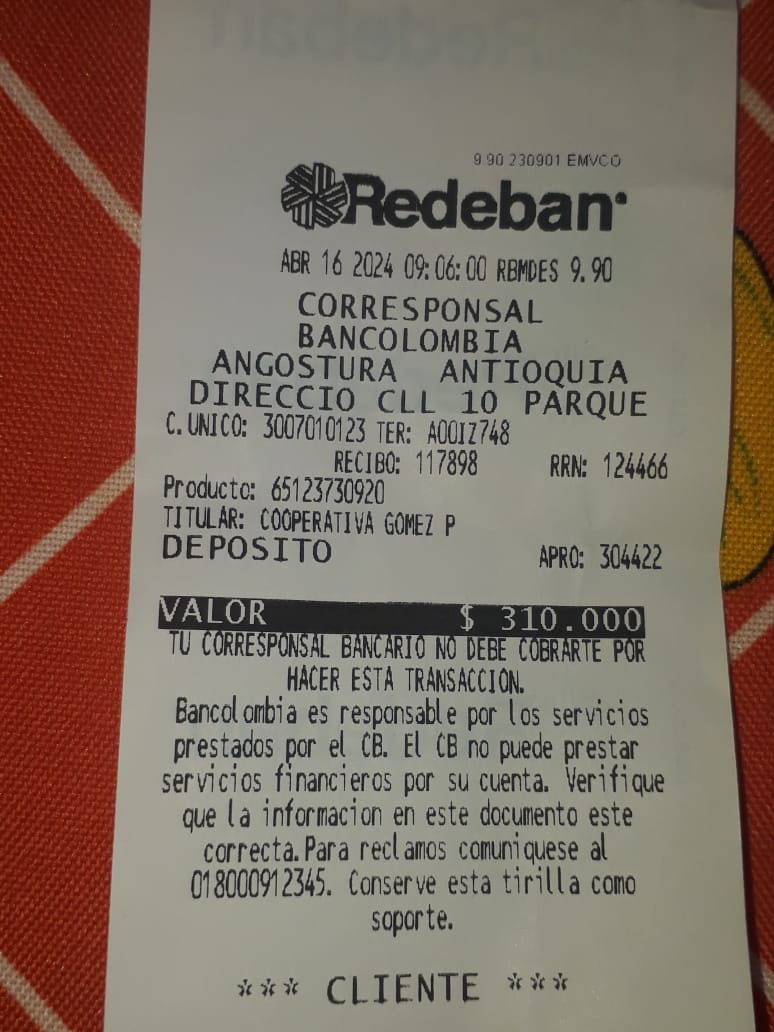 9.90 230901 EMVCO
Redeban
ABR 16 2024 09:06:00 RBMDES 9.90
CORRESPONSAL
BANCOLOMBIA
ANGOSTURA ANTIOQUIA
DIRECCIO CLL 10 PARQUE
C.UNICO: 3007010123 TER: A00IZ748
RECIBO: 117898 RRN: 124466
Producto: 65123730920
TITULAR: COOPERATIVA GOMEZ P
DEPOSITO APRO: 304422
VALOR $ 310.000
TU CORRESPONSAL BANCARIO NO DEBE COBRARTE POR
HACER ESTA TRANSACCION.
Bancolombia es responsable por los servicios
prestados por el CB. El CB no puede prestar
servicios financieros por su cuenta. Verifique
que la informacion en este documento este
correcta.Para reclamos comuniquese al
018000912345. Conserve esta tirilla como
soporte.
*** CLIENTE ***